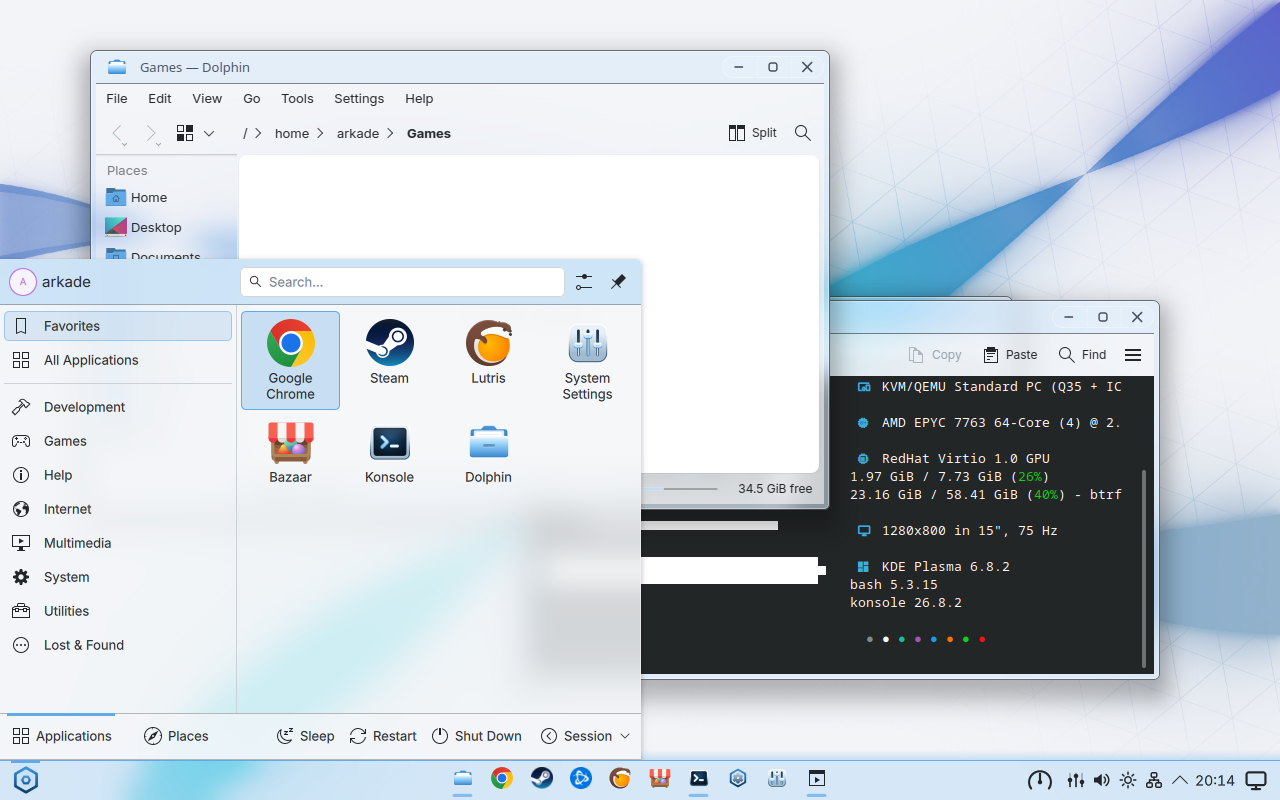 Games — Dolphin
File Edit View Go Tools Settings Help
/ home arkade Games
Split
Places
Home
Desktop
Documents
34.5 GiB free
A arkade
Search...
Favorites
All Applications
Development
Games
Help
Internet
Multimedia
System
Utilities
Lost & Found
Google
Chrome
Steam
Lutris
System
Settings
Bazaar
Konsole
Dolphin
Applications Places
Sleep Restart Shut Down Session
Copy Paste Find
KVM/QEMU Standard PC (Q35 + IC
AMD EPYC 7763 64-Core (4) @ 2.
RedHat Virtio 1.0 GPU
1.97 GiB / 7.73 GiB (26%)
23.16 GiB / 58.41 GiB (40%) - btrf
1280x800 in 15", 75 Hz
KDE Plasma 6.8.2
bash 5.3.15
konsole 26.8.2
20:14